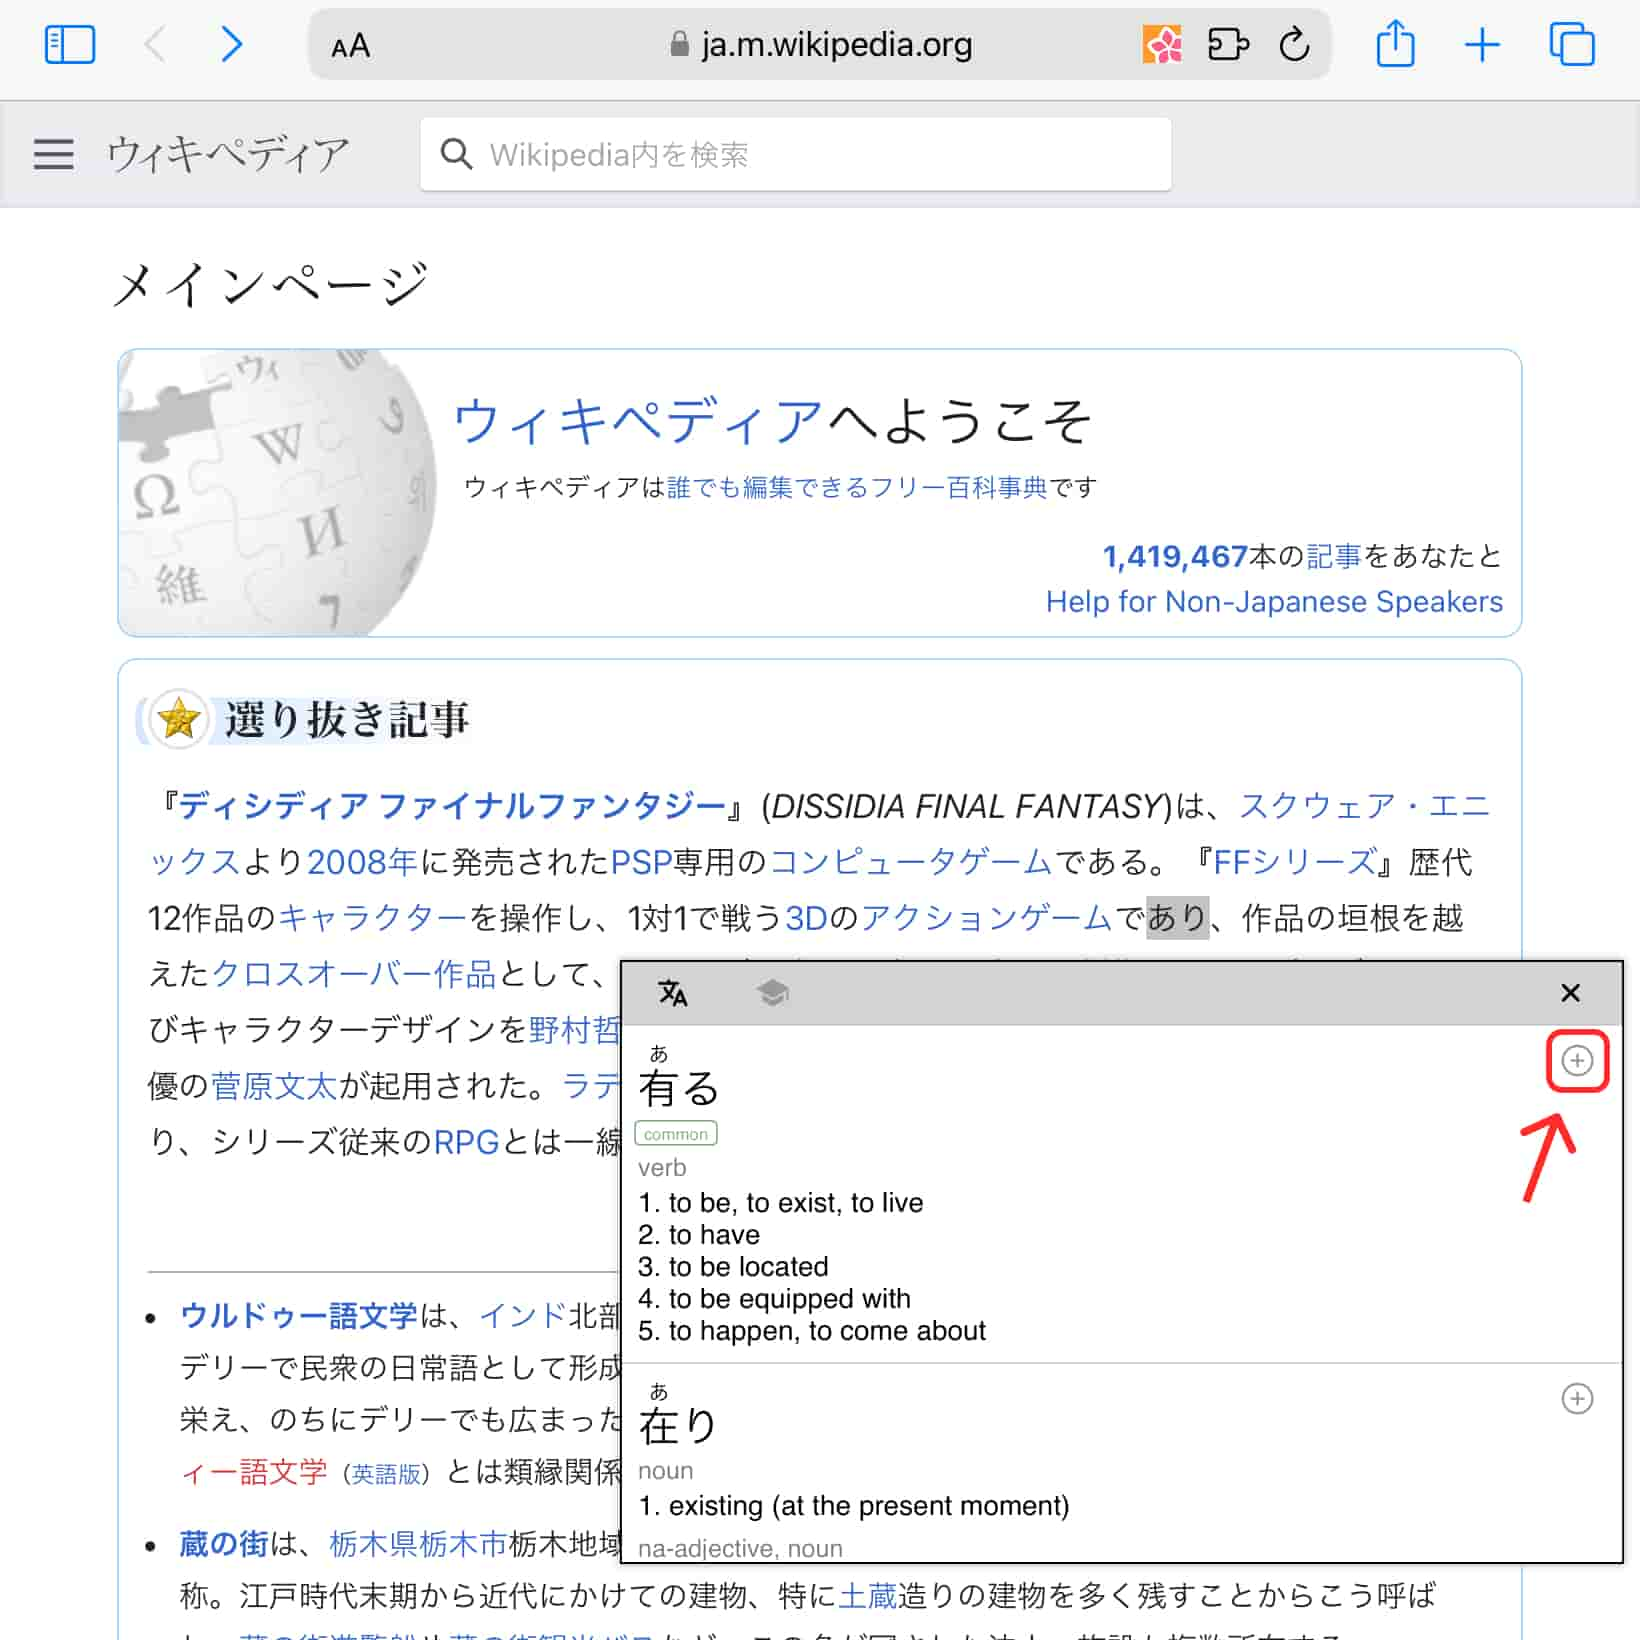 AA
ja.m.wikipedia.org
ウィキペディア
Wikipedia内を検索
メインページ
ウィ
W
Ω
И
維
7
ウィキペディアへようこそ
ウィキペディアは誰でも編集できるフリー百科事典です
1,419,467本の記事をあなたと
Help for Non-Japanese Speakers
選り抜き記事
『ディシディア ファイナルファンタジー』(DISSIDIA FINAL FANTASY)は、スクウェア・エニ
ックスより2008年に発売されたPSP専用のコンピュータゲームである。『FFシリーズ』歴代
12作品のキャラクターを操作し、1対1で戦う3Dのアクションゲームであり、作品の垣根を越
えたクロスオーバー作品として、
びキャラクターデザインを野村哲
優の菅原文太が起用された。ラデ
り、シリーズ従来のRPGとは一線
ウルドゥー語文学は、インド北部
デリーで民衆の日常語として形成
栄え、のちにデリーでも広まった
ィー語文学（英語版）とは類縁関係
蔵の街は、栃木県栃木市栃木地域
称。江戸時代末期から近代にかけての建物、特に土蔵造りの建物を多く残すことからこう呼ば
文A
あ
有る
common
verb
1. to be, to exist, to live
2. to have
3. to be located
4. to be equipped with
5. to happen, to come about
あ
在り
noun
1. existing (at the present moment)
na-adjective, noun